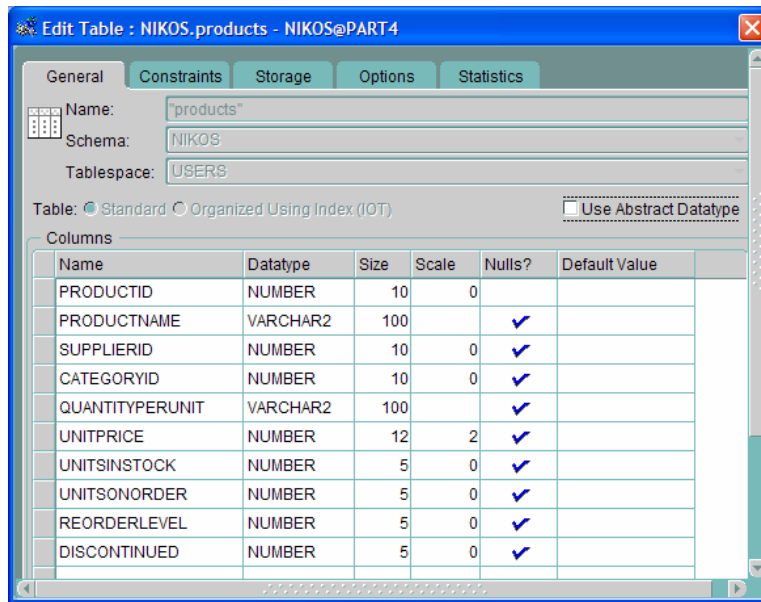 Edit Table : NIKOS.products - NIKOS@PART4
General Constraints Storage Options Statistics
Name: "products"
Schema: NIKOS
Tablespace: USERS
Table: Standard Organized Using Index (IOT) Use Abstract Datatype
Columns
Name Datatype Size Scale Nulls? Default Value
PRODUCTID NUMBER 10 0
PRODUCTNAME VARCHAR2 100
SUPPLIERID NUMBER 10 0
CATEGORYID NUMBER 10 0
QUANTITYPERUNIT VARCHAR2 100
UNITPRICE NUMBER 12 2
UNITSINSTOCK NUMBER 5 0
UNITSONORDER NUMBER 5 0
REORDERLEVEL NUMBER 5 0
DISCONTINUED NUMBER 5 0